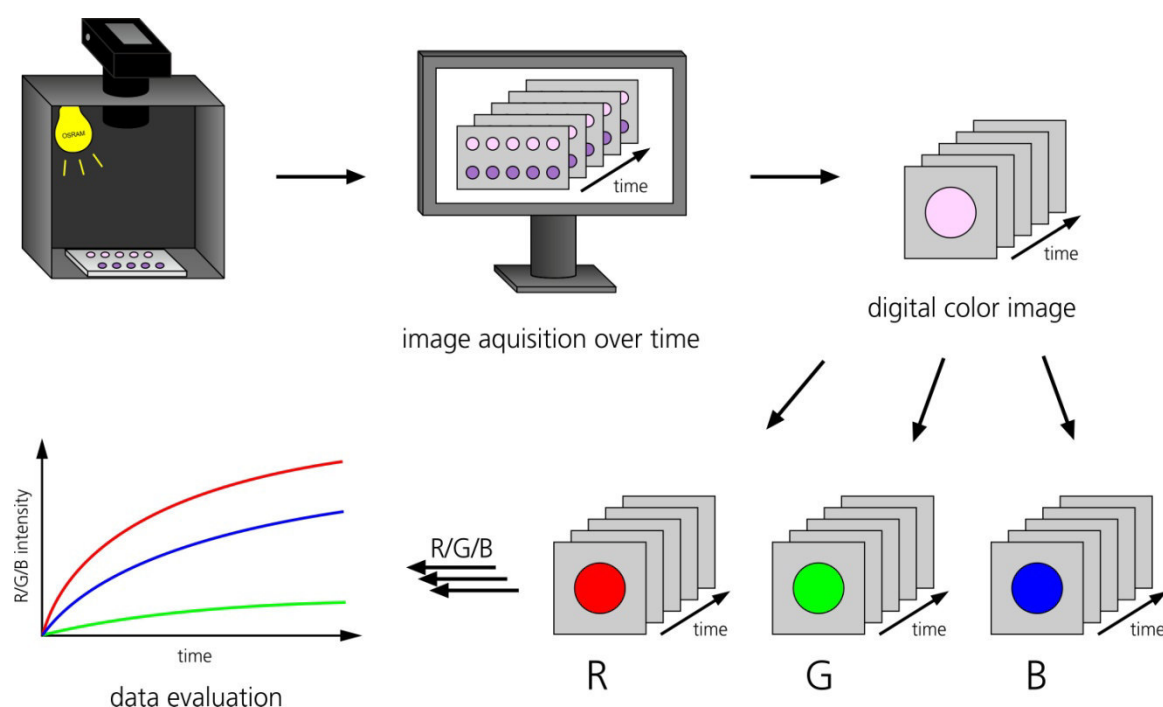 OSRAM
time
image aquisition over time
time
digital color image
R/G/B intensity
time
data evaluation
R/G/B
time
R
time
G
time
B